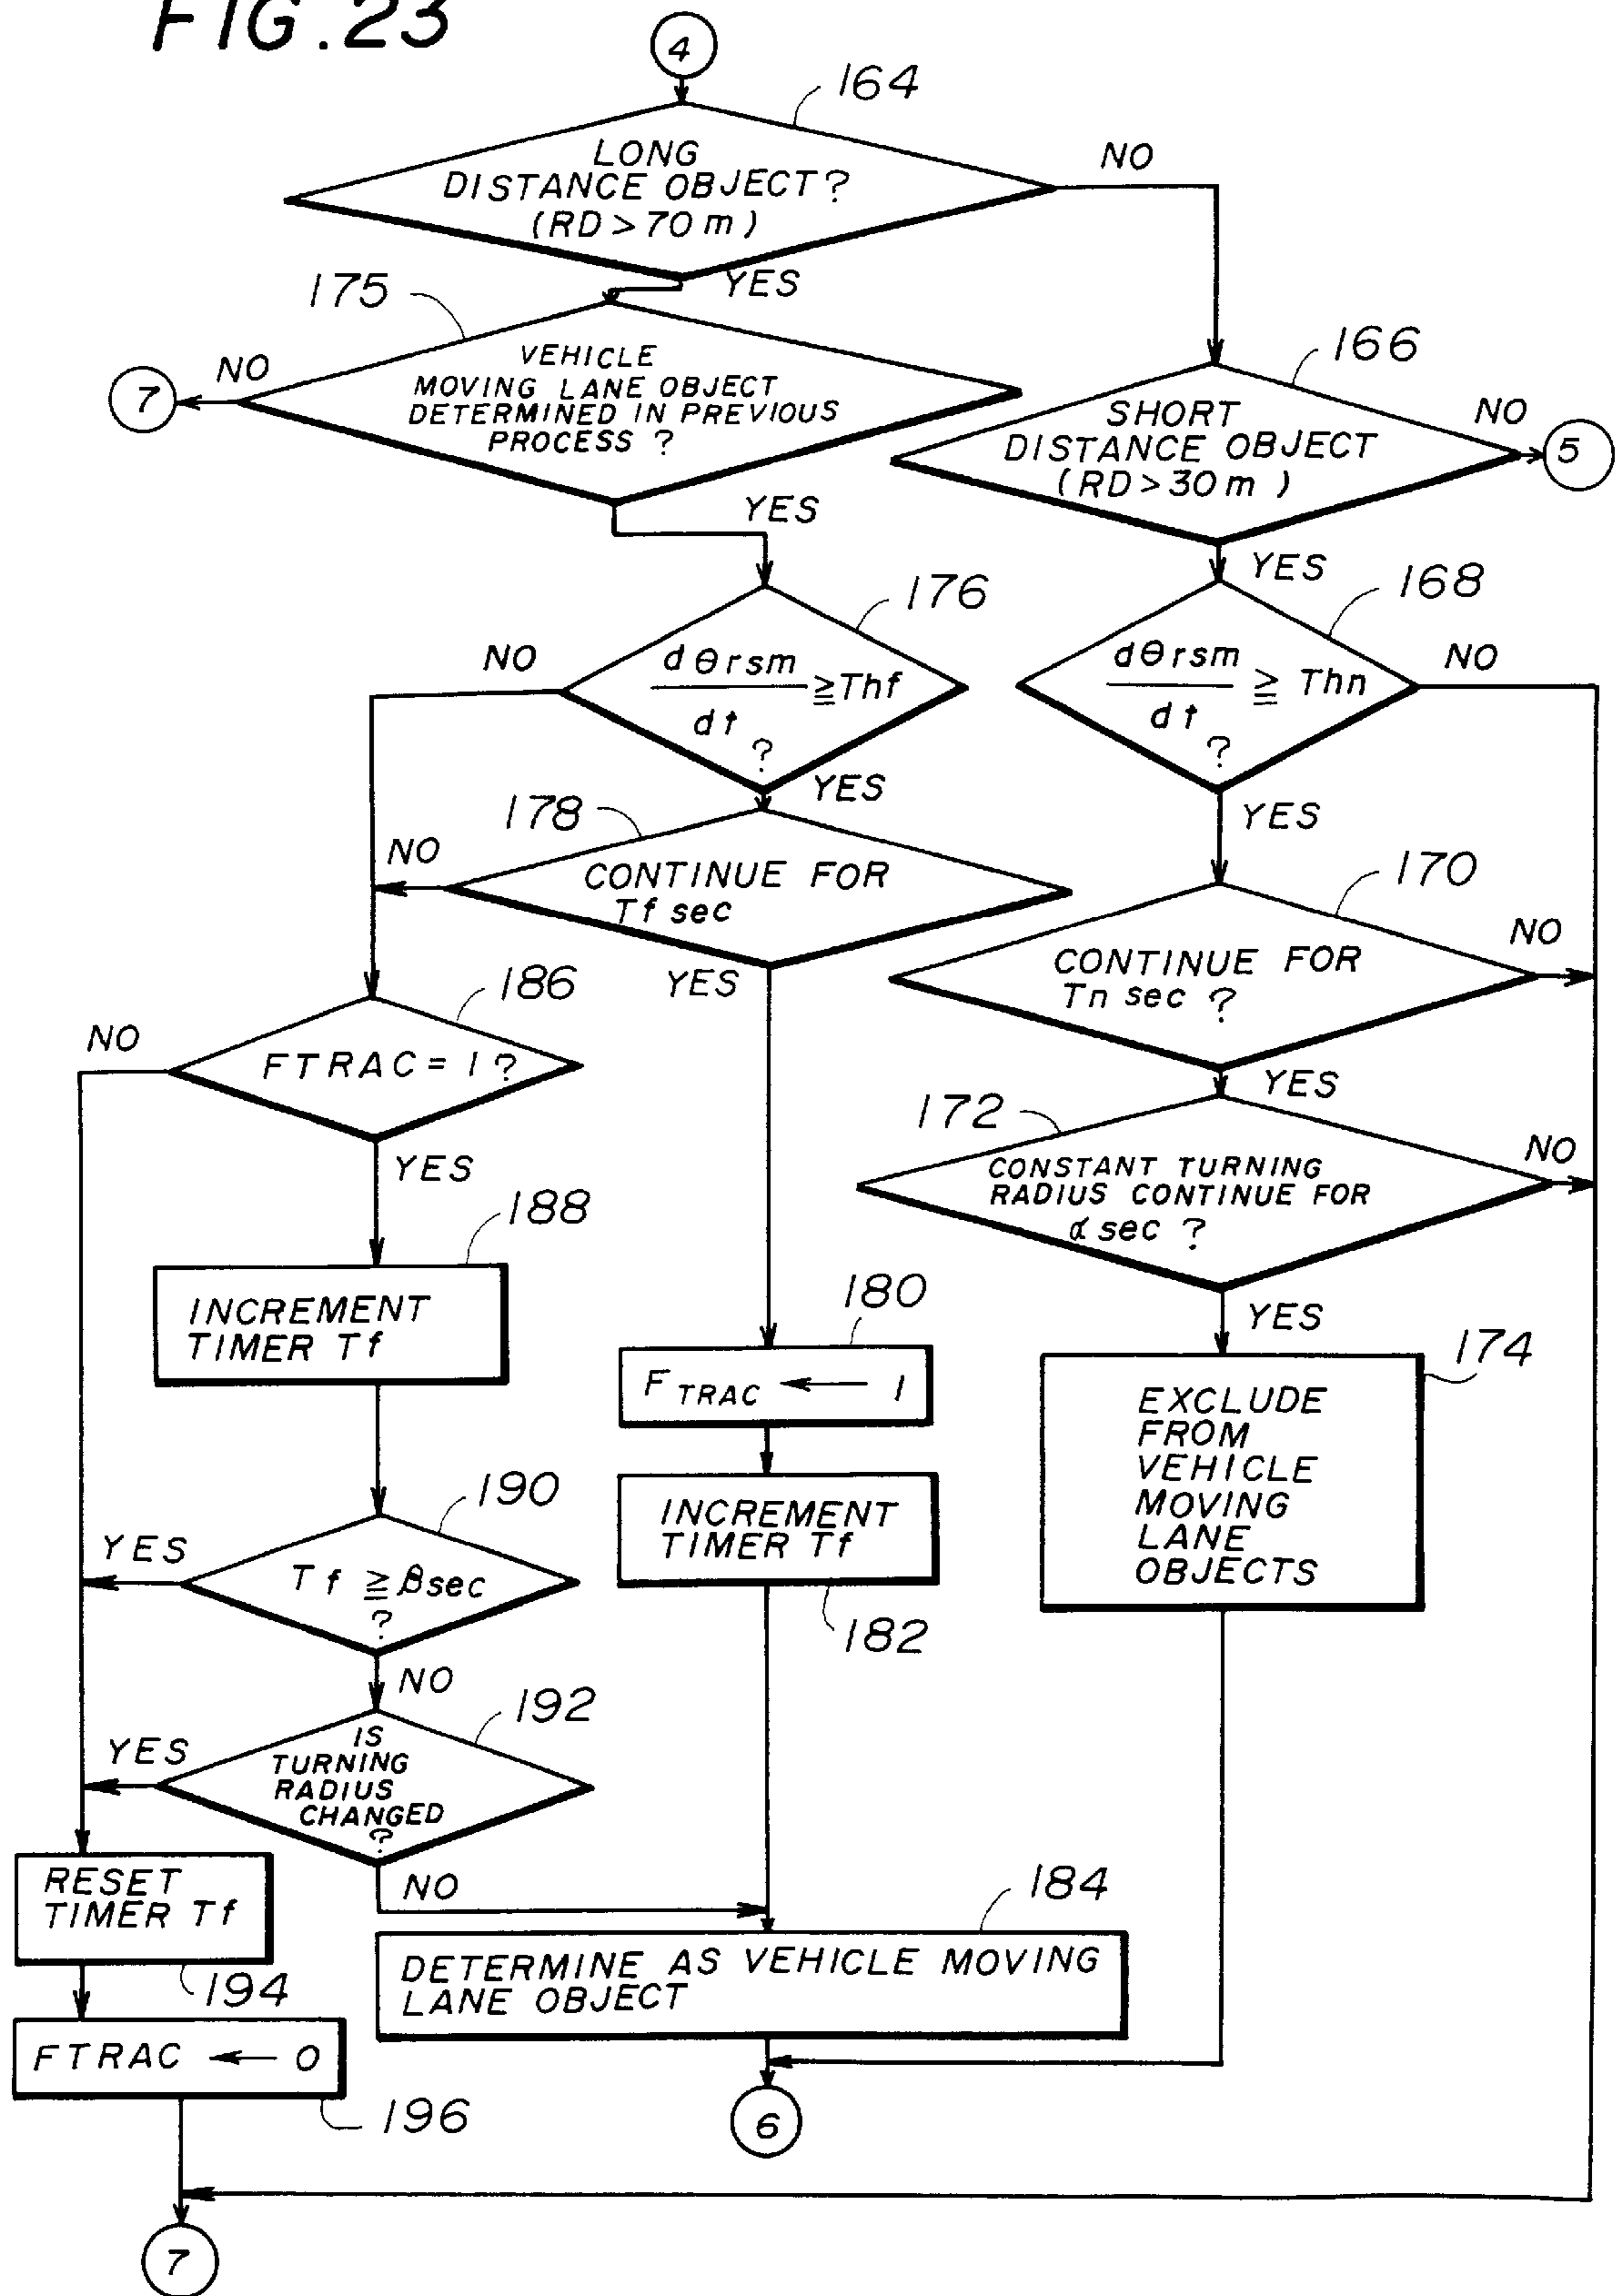 FIG.23
4
164
LONG
DISTANCE OBJECT?
(RD > 70 m)
NO
YES
175
VEHICLE
MOVING LANE OBJECT
DETERMINED IN PREVIOUS
PROCESS ?
NO
7
YES
166
SHORT
DISTANCE OBJECT
(RD > 30 m)
NO
5
YES
176
dθrsm
dt
≧Thf
?
NO
YES
168
dθrsm
dt
≧ Thn
?
NO
YES
178
CONTINUE FOR
Tf sec
NO
YES
170
CONTINUE FOR
Tn sec ?
NO
YES
186
FTRAC = 1 ?
NO
YES
172
CONSTANT TURNING
RADIUS CONTINUE FOR
α sec ?
NO
YES
188
INCREMENT
TIMER Tf
180
FTRAC ← 1
174
EXCLUDE
FROM
VEHICLE
MOVING
LANE
OBJECTS
190
Tf ≧ βsec
?
YES
NO
INCREMENT
TIMER Tf
182
192
IS
TURNING
RADIUS
CHANGED
?
YES
NO
RESET
TIMER Tf
194
184
DETERMINE AS VEHICLE MOVING
LANE OBJECT
FTRAC ← 0
196
6
7